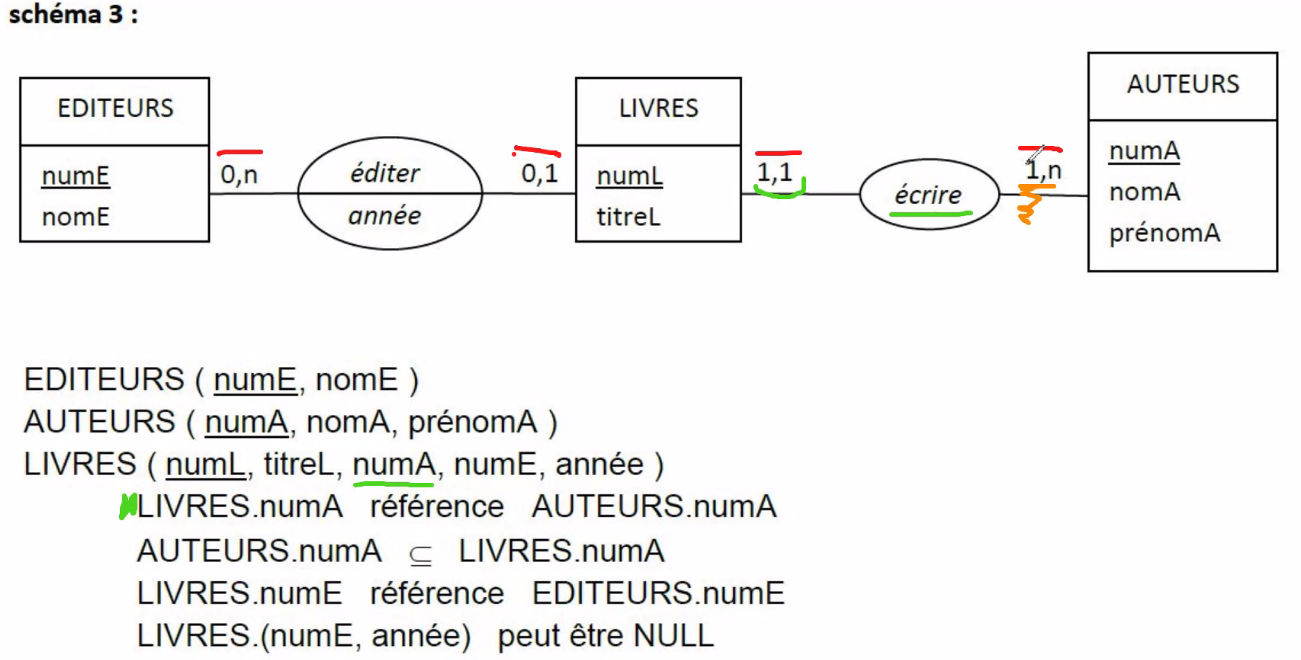 schéma 3 :
EDITEURS
numE
nomE
0,n
éditer
année
0,1
LIVRES
numL
titreL
1,1
écrire
1,n
AUTEURS
numA
nomA
prénomA
EDITEURS ( numE, nomE )
AUTEURS ( numA, nomA, prénomA )
LIVRES ( numL, titreL, numA, numE, année )
LIVRES.numA référence AUTEURS.numA
AUTEURS.numA ⊆ LIVRES.numA
LIVRES.numE référence EDITEURS.numE
LIVRES.(numE, année) peut être NULL